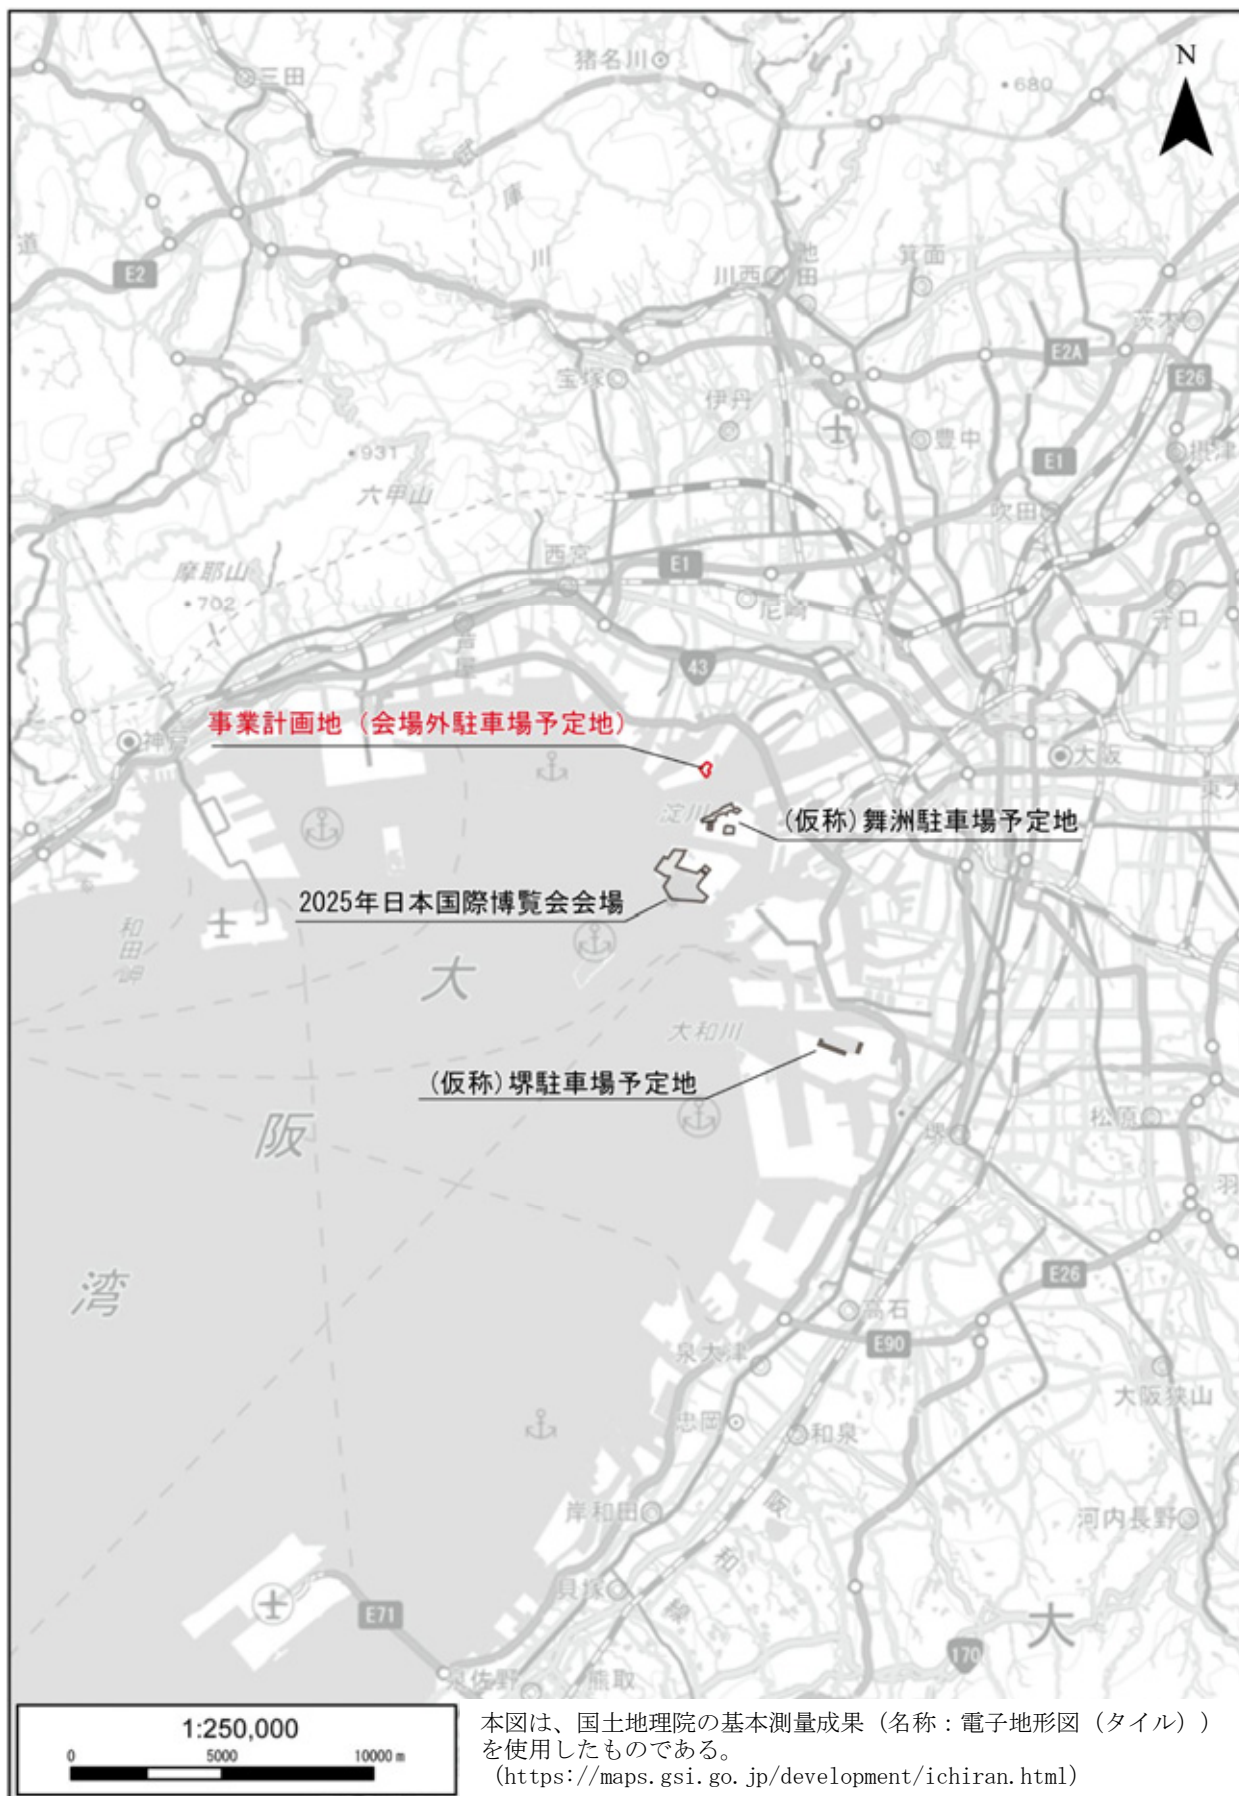 N
猪名川
三田
680
庫
川
道
E2
池田
川西
箕面
茨木
E2A
E26
宝塚
伊丹
豊中
摂津
E1
931
六甲山
吹田
西宮
E1
摩耶山
702
尼崎
守口
芦屋
43
事業計画地（会場外駐車場予定地）
神戸
大阪
東大
淀川
(仮称)舞洲駐車場予定地
2025年日本国際博覧会会場
和田岬
大
大和川
(仮称)堺駐車場予定地
阪
松原
堺
羽
湾
E26
高石
E90
泉大津
大阪狭山
忠岡
和泉
阪
岸和田
河内長野
和
貝塚
線
E71
大
170
泉佐野
熊取
1:250,000
0 5000 10000 m
本図は、国土地理院の基本測量成果（名称：電子地形図（タイル））
を使用したものである。
（https://maps.gsi.go.jp/development/ichiran.html）